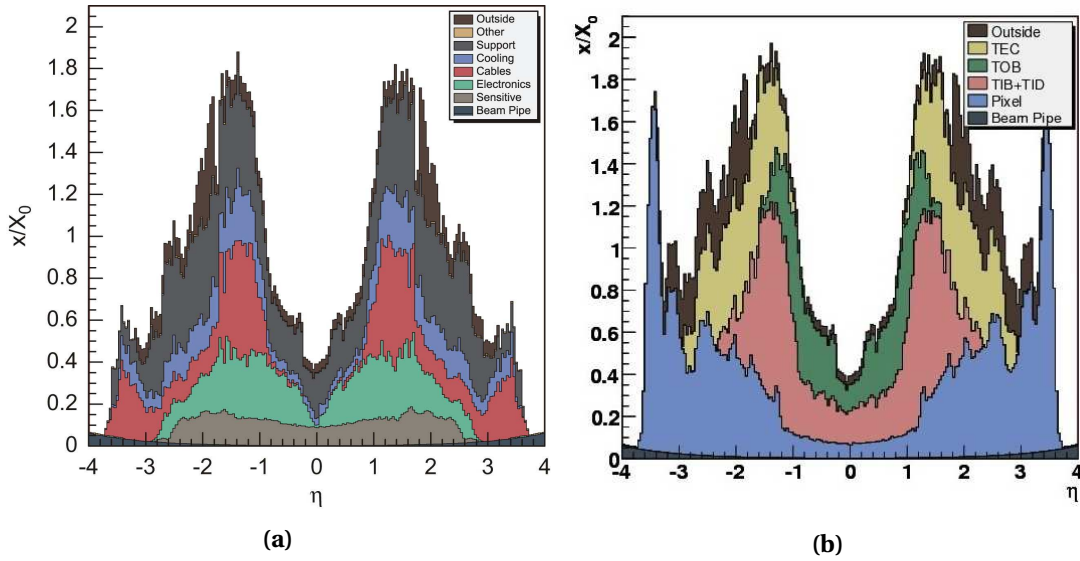 2
1.8
1.6
1.4
1.2
1
0.8
0.6
0.4
0.2
0
x/X0
-4 -3 -2 -1 0 1 2 3 4
η
Outside
Other
Support
Cooling
Cables
Electronics
Sensitive
Beam Pipe
(a)
2
1.8
1.6
1.4
1.2
1
0.8
0.6
0.4
0.2
0
x/X0
-4 -3 -2 -1 0 1 2 3 4
η
Outside
TEC
TOB
TIB+TID
Pixel
Beam Pipe
(b)